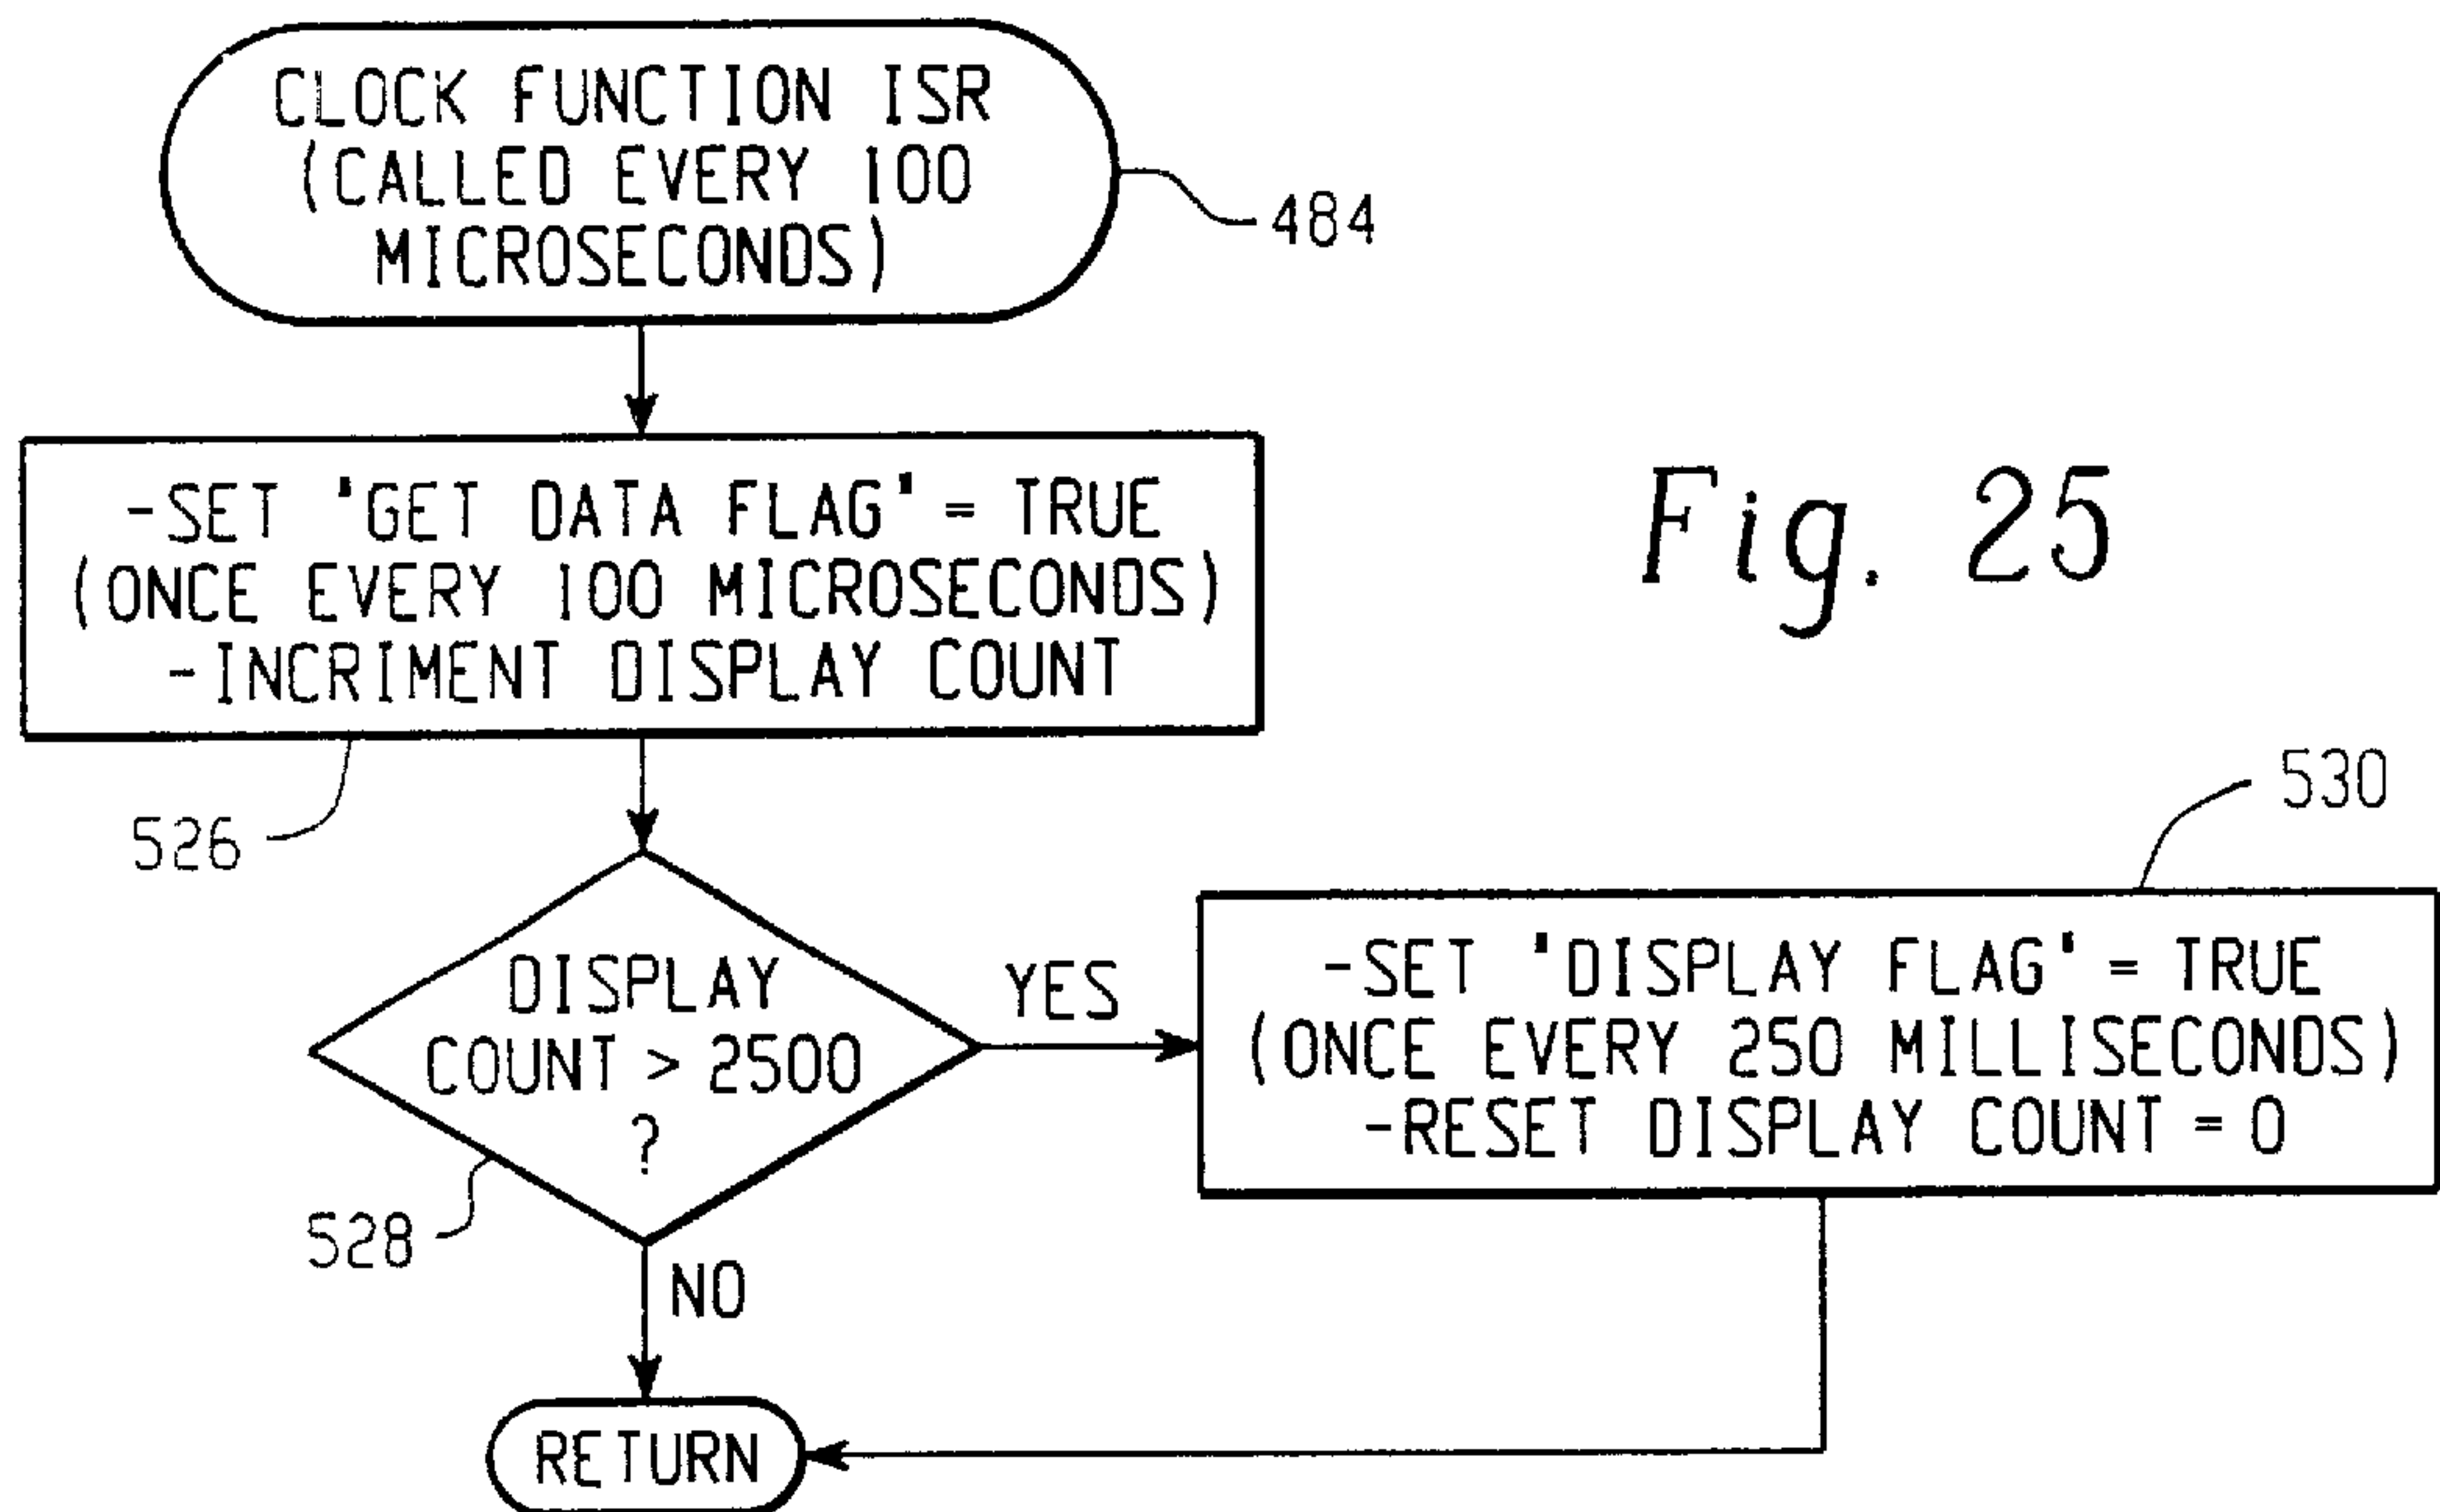 CLOCK FUNCTION ISR
(CALLED EVERY 100
MICROSECONDS)
484
-SET 'GET DATA FLAG' = TRUE
(ONCE EVERY 100 MICROSECONDS)
-INCRIMENT DISPLAY COUNT
Fig. 25
526
530
DISPLAY
COUNT > 2500
?
YES
-SET 'DISPLAY FLAG' = TRUE
(ONCE EVERY 250 MILLISECONDS)
-RESET DISPLAY COUNT = 0
528
NO
RETURN